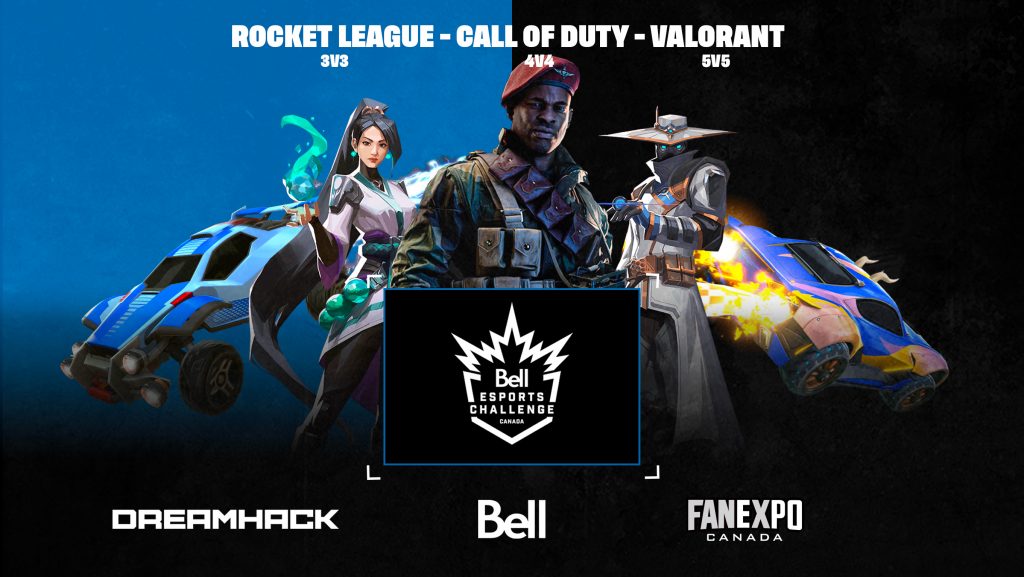 ROCKET LEAGUE - CALL OF DUTY - VALORANT
3V3 4V4 5V5
Bell
ESPORTS
CHALLENGE
CANADA
DREAMHACK Bell FANEXPO
CANADA